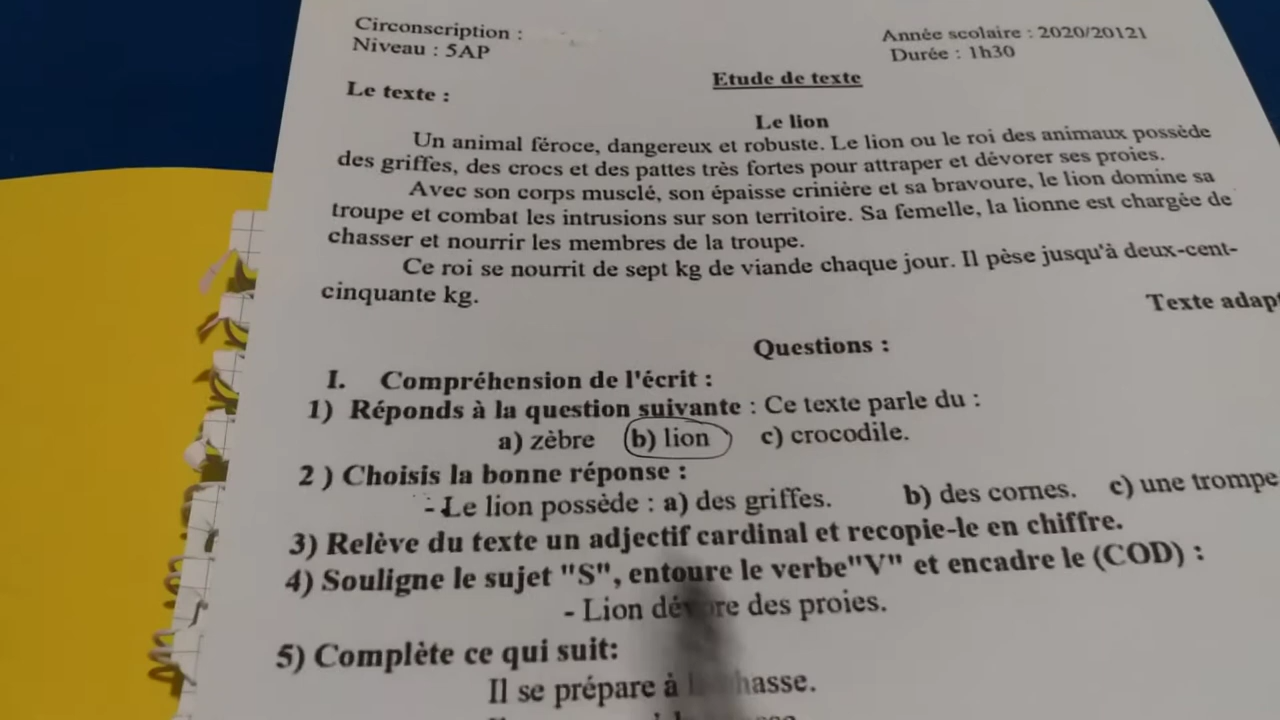 Circonscription :
Niveau : 5AP
Année scolaire : 2020/20121
Durée : 1h30
Etude de texte
Le texte :
Le lion
Un animal féroce, dangereux et robuste. Le lion ou le roi des animaux possède
des griffes, des crocs et des pattes très fortes pour attraper et dévorer ses proies.
Avec son corps musclé, son épaisse crinière et sa bravoure, le lion domine sa
troupe et combat les intrusions sur son territoire. Sa femelle, la lionne est chargée de
chasser et nourrir les membres de la troupe.
Ce roi se nourrit de sept kg de viande chaque jour. Il pèse jusqu'à deux-cent-
cinquante kg.
Texte adap
Questions :
I. Compréhension de l'écrit :
1) Réponds à la question suivante : Ce texte parle du :
a) zèbre b) lion c) crocodile.
2 ) Choisis la bonne réponse :
- Le lion possède : a) des griffes. b) des cornes. c) une trompe
3) Relève du texte un adjectif cardinal et recopie-le en chiffre.
4) Souligne le sujet "S", entoure le verbe"V" et encadre le (COD) :
- Lion dévore des proies.
5) Complète ce qui suit:
Il se prépare à la chasse.